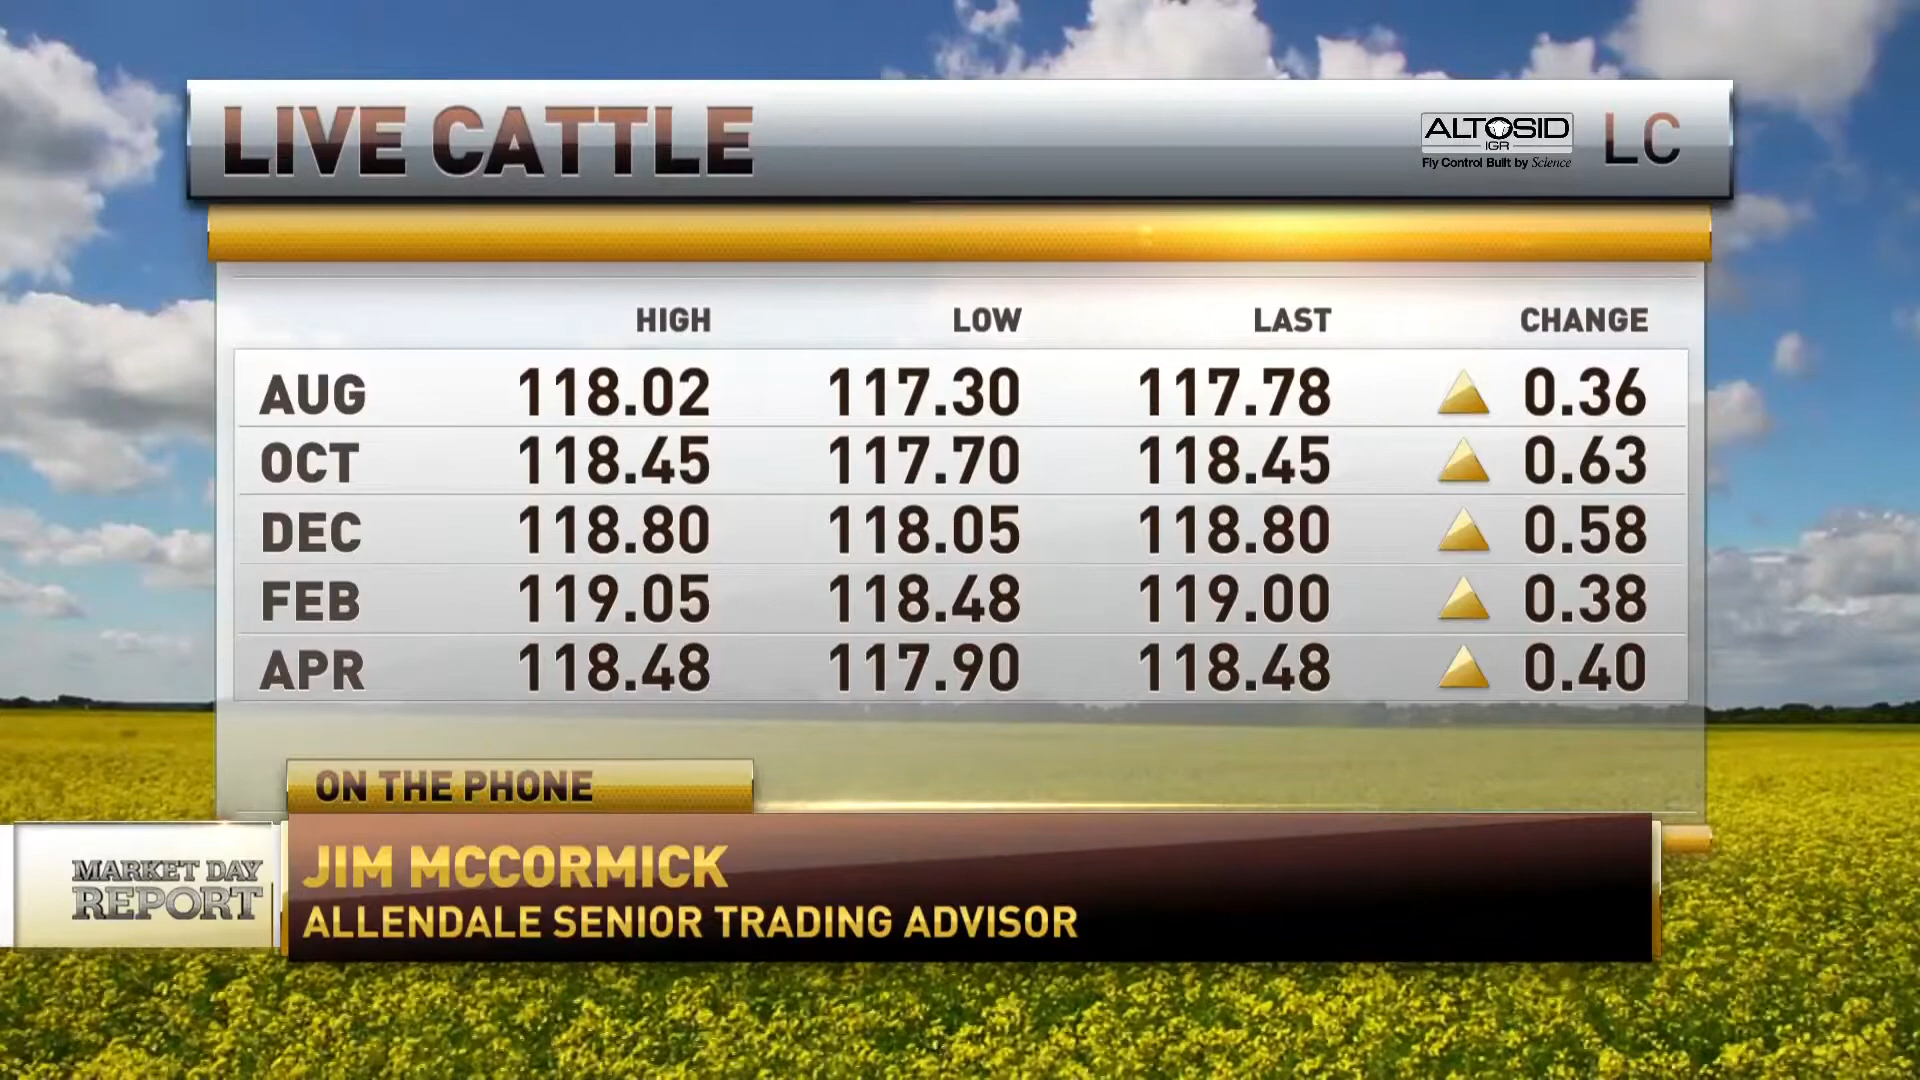 LIVE CATTLE
ALTOSID
IGR
Fly Control Built by Science
LC
HIGH LOW LAST CHANGE
AUG 118.02 117.30 117.78 0.36
OCT 118.45 117.70 118.45 0.63
DEC 118.80 118.05 118.80 0.58
FEB 119.05 118.48 119.00 0.38
APR 118.48 117.90 118.48 0.40
ON THE PHONE
MARKET DAY
REPORT
JIM MCCORMICK
ALLENDALE SENIOR TRADING ADVISOR